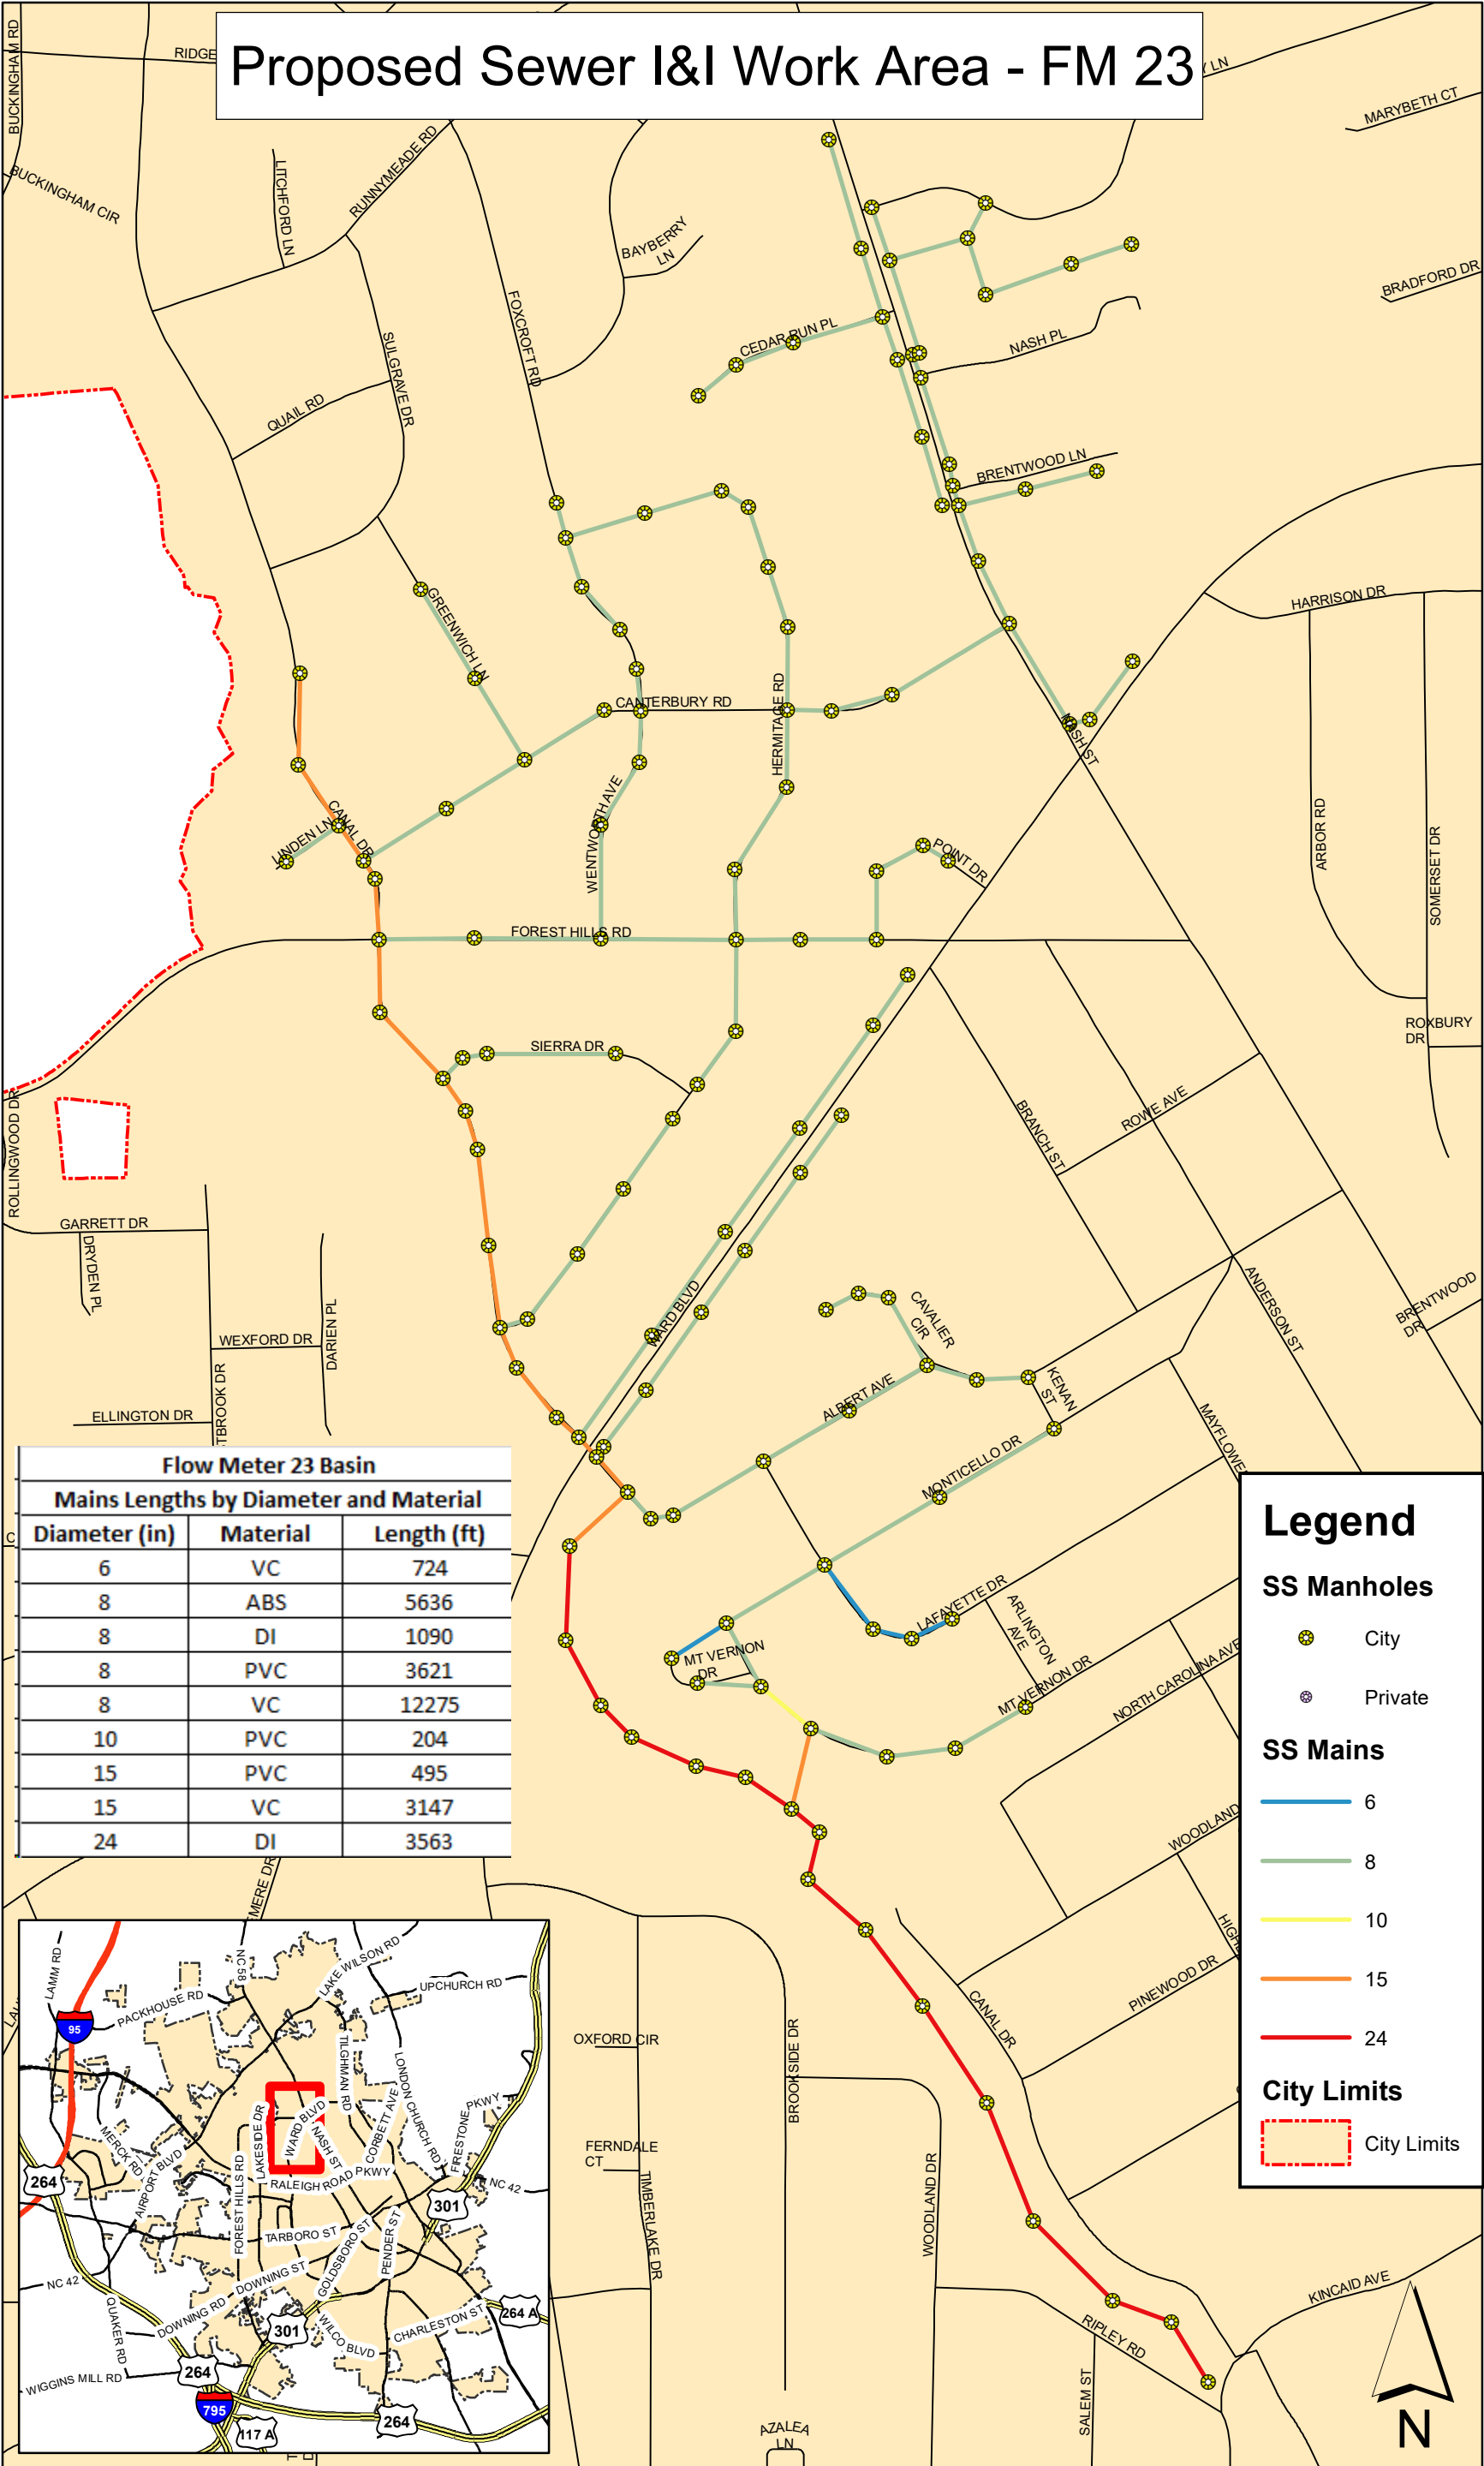 Proposed Sewer I&I Work Area - FM 23
BUCKINGHAM RD
RIDGE
Y LN
MARYBETH CT
BUCKINGHAM CIR
LITCHFORD LN
RUNNYMEADE RD
BAYBERRY
LN
BRADFORD DR
FOXCROFT RD
SULGRAVE DR
CEDAR RUN PL
NASH PL
QUAIL RD
BRENTWOOD LN
GREENWICH LN
HARRISON DR
CANTERBURY RD
HERMITAGE RD
NASH ST
LINDEN LN
CANAL DR
WENTWORTH AVE
POINT DR
ARBOR RD
SOMERSET DR
FOREST HILLS RD
ROXBURY
DR
SIERRA DR
ROLLINGWOOD DR
BRANCH ST
ROWE AVE
GARRETT DR
DRYDEN PL
WEXFORD DR
DARIEN PL
WARD BLVD
CAVALIER
CIR
ANDERSON ST
BRENTWOOD
DR
TBROOK DR
ELLINGTON DR
ALBERT AVE
KENAN
ST
MONTICELLO DR
MAYFLOWE
Flow Meter 23 Basin
Mains Lengths by Diameter and Material
Diameter (in) Material Length (ft)
6 VC 724
8 ABS 5636
8 DI 1090
8 PVC 3621
8 VC 12275
10 PVC 204
15 PVC 495
15 VC 3147
24 DI 3563
C
LAFAYETTE DR
ARLINGTON
AVE
MT VERNON
DR
MT VERNON DR
NORTH CAROLINA AVE
WOODLAND
HIGH
PINEWOOD DR
CANAL DR
Legend
SS Manholes
City
Private
SS Mains
6
8
10
15
24
City Limits
City Limits
EMERE DR
OXFORD CIR
BROOKSIDE DR
FERNDALE
CT
TIMBERLAKE DR
WOODLAND DR
KINCAID AVE
RIPLEY RD
SALEM ST
AZALEA
LN
N
LAMM RD
NC 58
LAKE WILSON RD
UPCHURCH RD
PACKHOUSE RD
95
TILGHMAN RD
LONDON CHURCH RD
CORBETT AVE
FIRESTONE
PKWY
LAKESIDE DR
WARD BLVD
NASH ST
MERCK RD
AIRPORT BLVD
FOREST HILLS RD
RALEIGH ROAD PKWY
NC 42
264
301
TARBORO ST
GOLDSBORO ST
PENDER ST
NC 42
DOWNING ST
DOWNING RD
QUAKER RD
301
WILCO BLVD
CHARLESTON ST
264 A
264
WIGGINS MILL RD
795
117 A
264